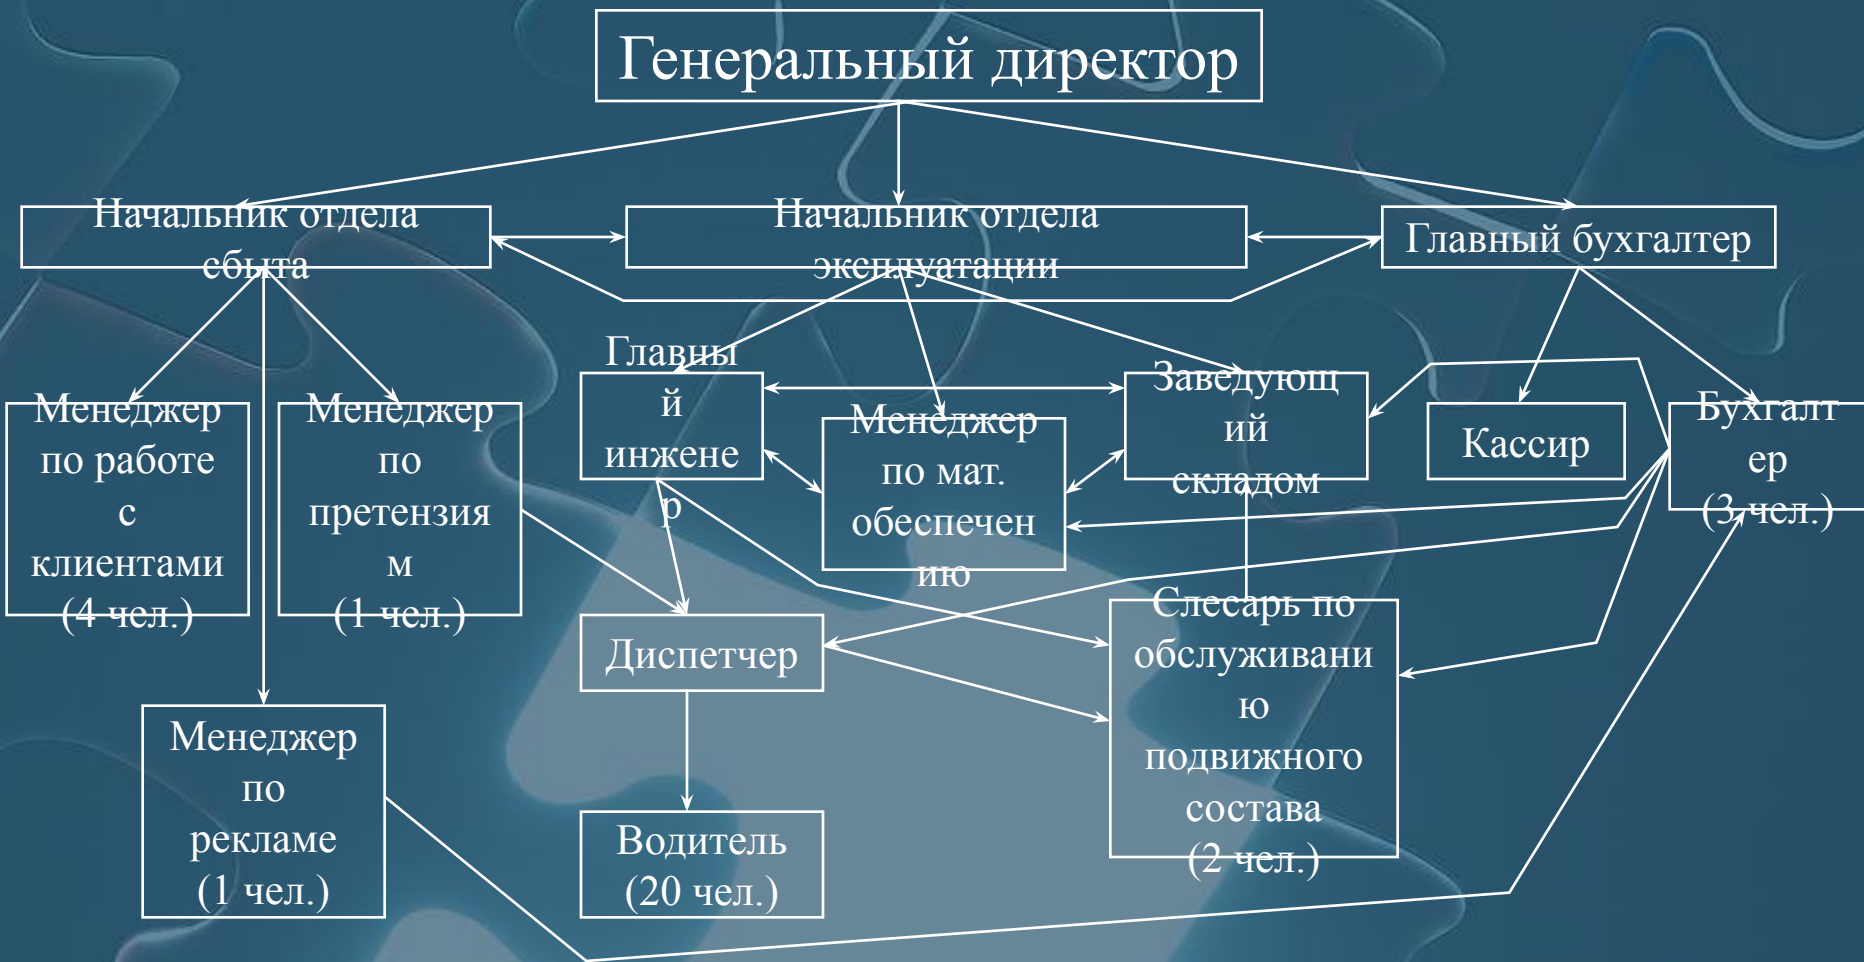 Генеральный директор
Начальник отдела
сбыта
Начальник отдела
эксплуатации
Главный бухгалтер
Менеджер
по работе
с
клиентами
(4 чел.)
Менеджер
по
претензия
м
(1 чел.)
Главны
й
инжене
р
Менеджер
по мат.
обеспечен
ию
Заведующ
ий
складом
Кассир
Бухгалт
ер
(3 чел.)
Диспетчер
Слесарь по
обслуживани
ю
подвижного
состава
(2 чел.)
Менеджер
по
рекламе
(1 чел.)
Водитель
(20 чел.)